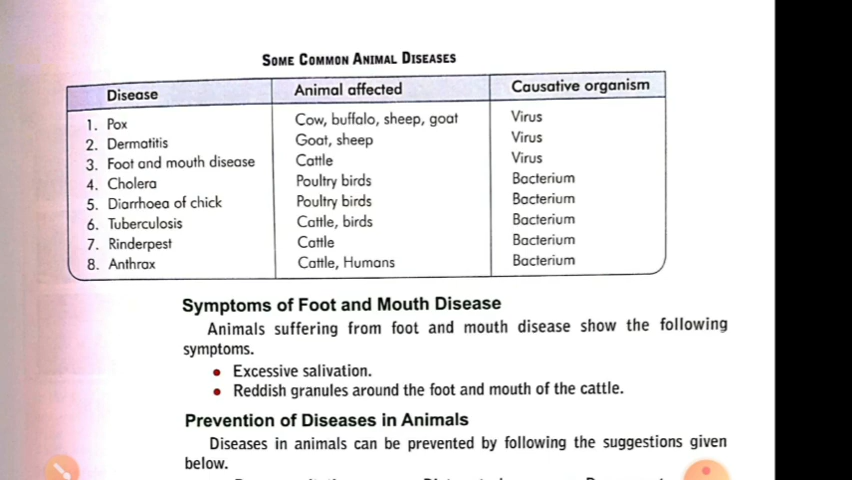 SOME COMMON ANIMAL DISEASES
Disease Animal affected Causative organism
1. Pox Cow, buffalo, sheep, goat Virus
2. Dermatitis Goat, sheep Virus
3. Foot and mouth disease Cattle Virus
4. Cholera Poultry birds Bacterium
5. Diarrhoea of chick Poultry birds Bacterium
6. Tuberculosis Cattle, birds Bacterium
7. Rinderpest Cattle Bacterium
8. Anthrax Cattle, Humans Bacterium
Symptoms of Foot and Mouth Disease
Animals suffering from foot and mouth disease show the following
symptoms.
• Excessive salivation.
• Reddish granules around the foot and mouth of the cattle.
Prevention of Diseases in Animals
Diseases in animals can be prevented by following the suggestions given
below.